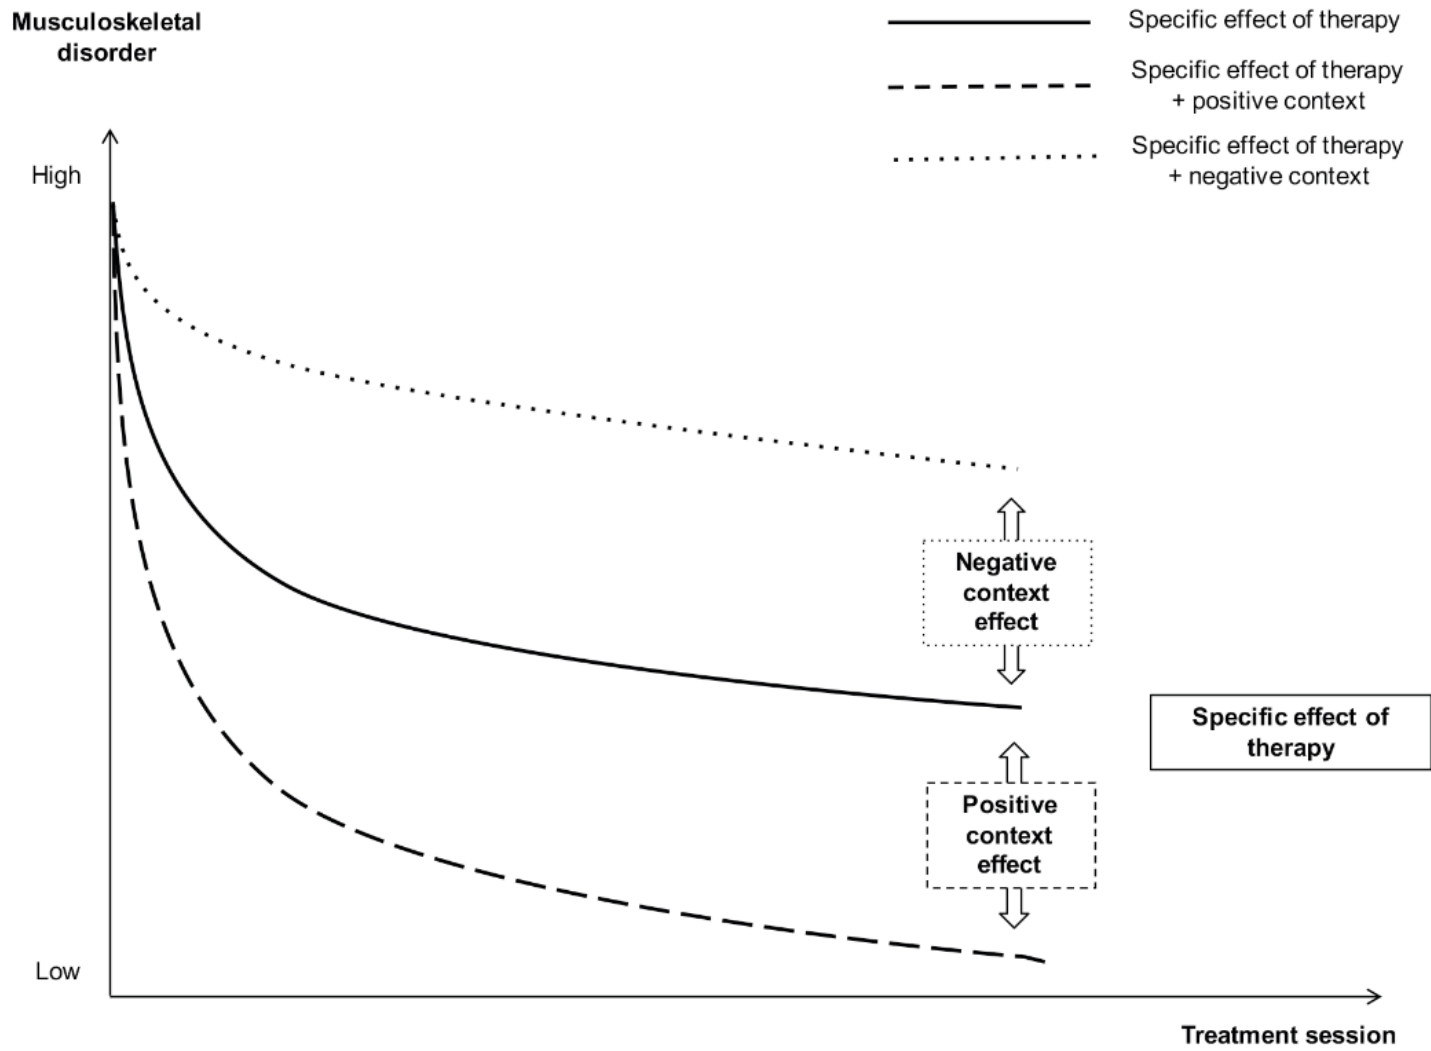 Musculoskeletal
disorder
Specific effect of therapy
Specific effect of therapy
+ positive context
Specific effect of therapy
+ negative context
High
Negative
context
effect
Specific effect of
therapy
Positive
context
effect
Low
Treatment session